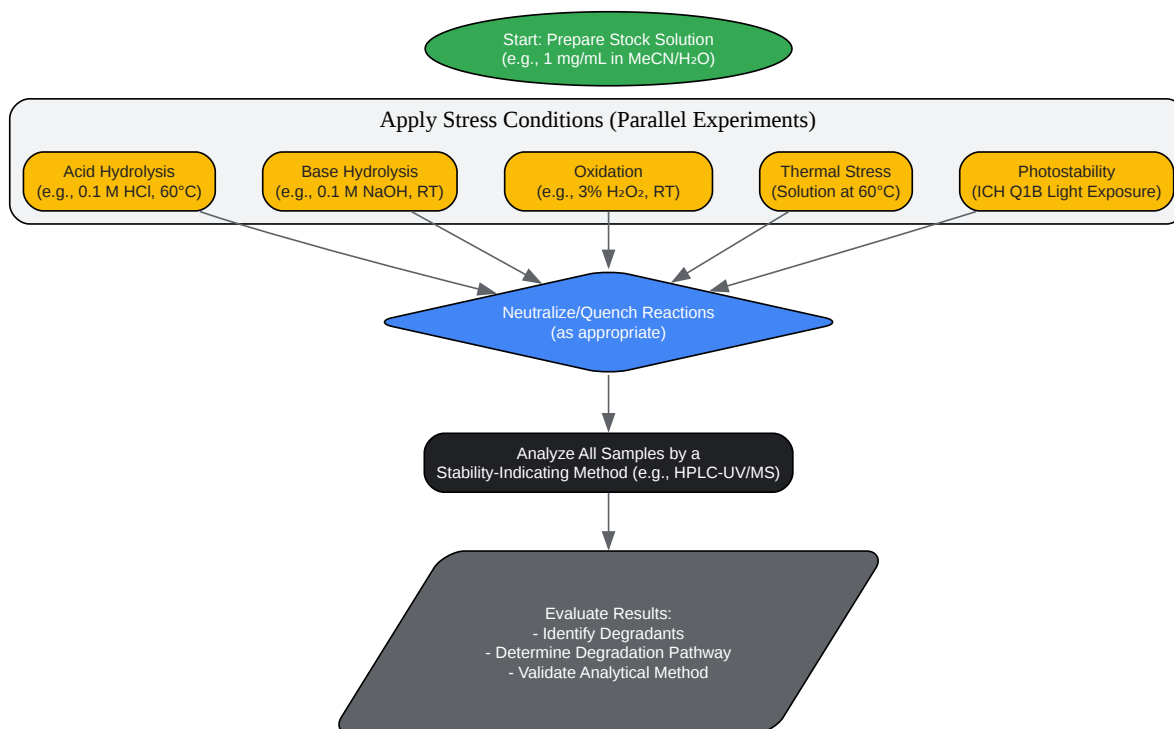 Start: Prepare Stock Solution
(e.g., 1 mg/mL in MeCN/H₂O)
Apply Stress Conditions (Parallel Experiments)
Acid Hydrolysis
(e.g., 0.1 M HCl, 60°C)
Base Hydrolysis
(e.g., 0.1 M NaOH, RT)
Oxidation
(e.g., 3% H₂O₂, RT)
Thermal Stress
(Solution at 60°C)
Photostability
(ICH Q1B Light Exposure)
Neutralize/Quench Reactions
(as appropriate)
Analyze All Samples by a
Stability-Indicating Method (e.g., HPLC-UV/MS)
Evaluate Results:
- Identify Degradants
- Determine Degradation Pathway
- Validate Analytical Method